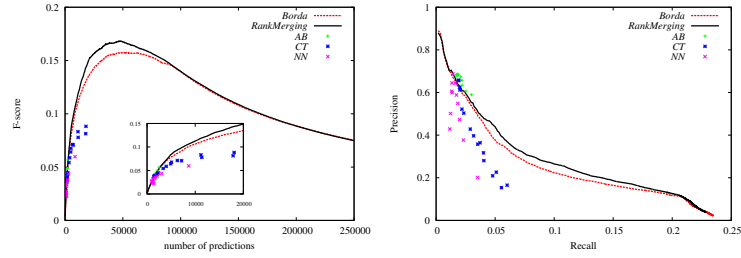 Borda
RankMerging
AB
CT
NN
F-score
0.2
0.15
0.1
0.05
0
0 50000 100000 150000 200000 250000
number of predictions
0.15
0.1
0.05
0
0 10000 20000
Borda
RankMerging
AB
CT
NN
Precision
1
0.8
0.6
0.4
0.2
0
0 0.05 0.1 0.15 0.2 0.25
Recall